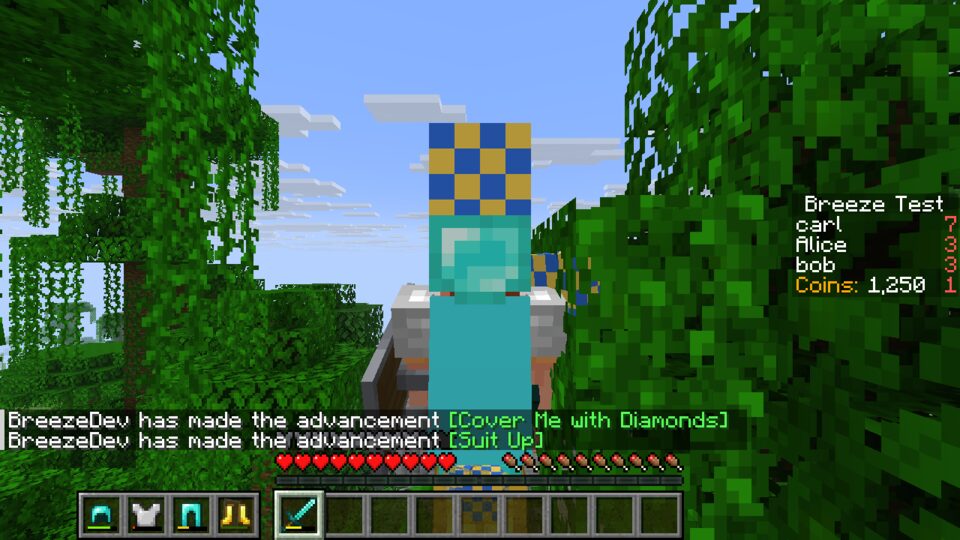 Breeze Test
carl 7
Alice 3
bob 3
Coins: 1,250 1
BreezeDev has made the advancement [Cover Me with Diamonds]
BreezeDev has made the advancement [Suit Up]